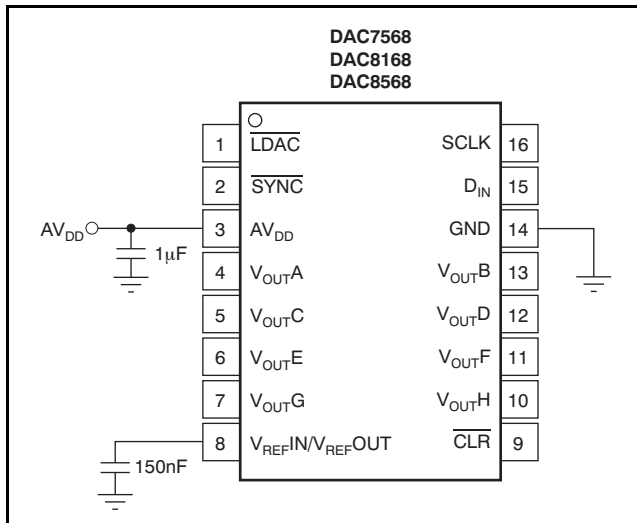 DAC7568
DAC8168
DAC8568
1 LDAC SCLK 16
2 SYNC DIN 15
AVDD 3 AVDD GND 14
1μF
4 VOUTA VOUTB 13
5 VOUTC VOUTD 12
6 VOUTE VOUTF 11
7 VOUTG VOUTH 10
8 VREFIN/VREFOUT CLR 9
150nF